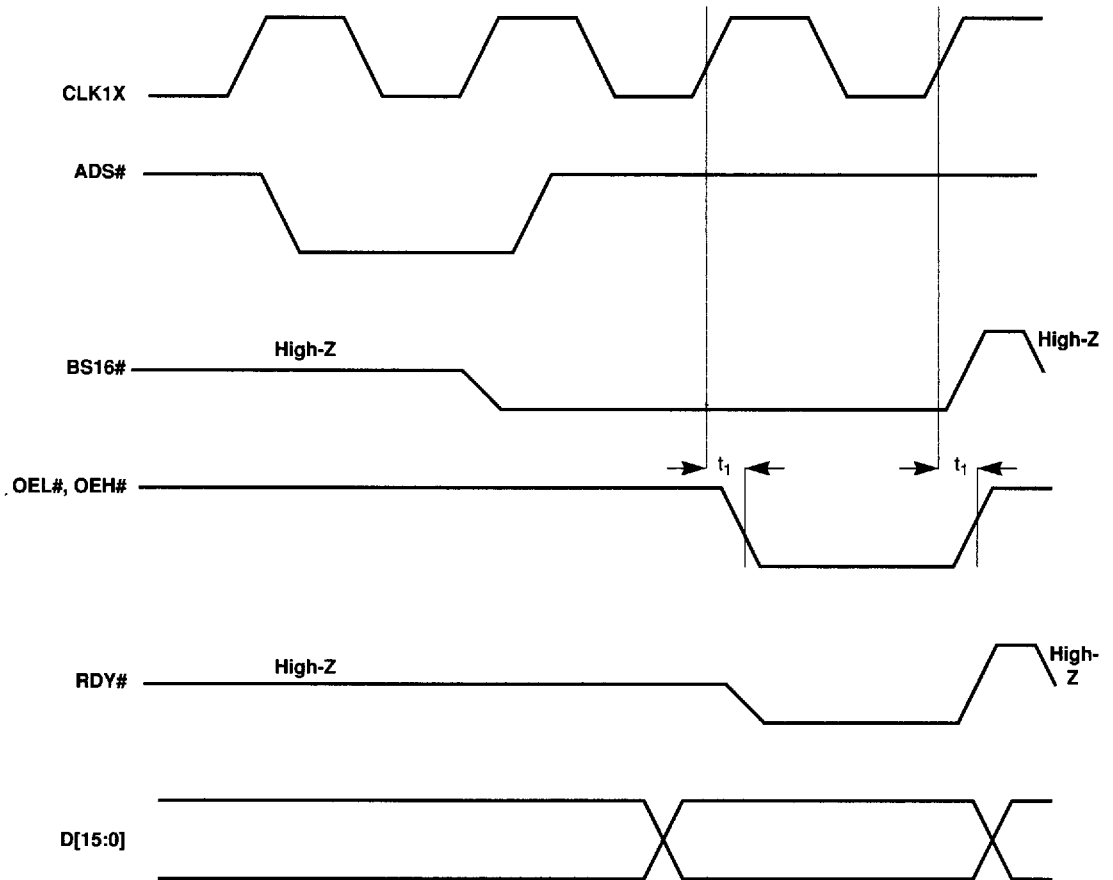 CLK1X
ADS#
High-Z
High-Z
BS16#
t1
t1
OEL#, OEH#
High-Z
High-
Z
RDY#
D[15:0]